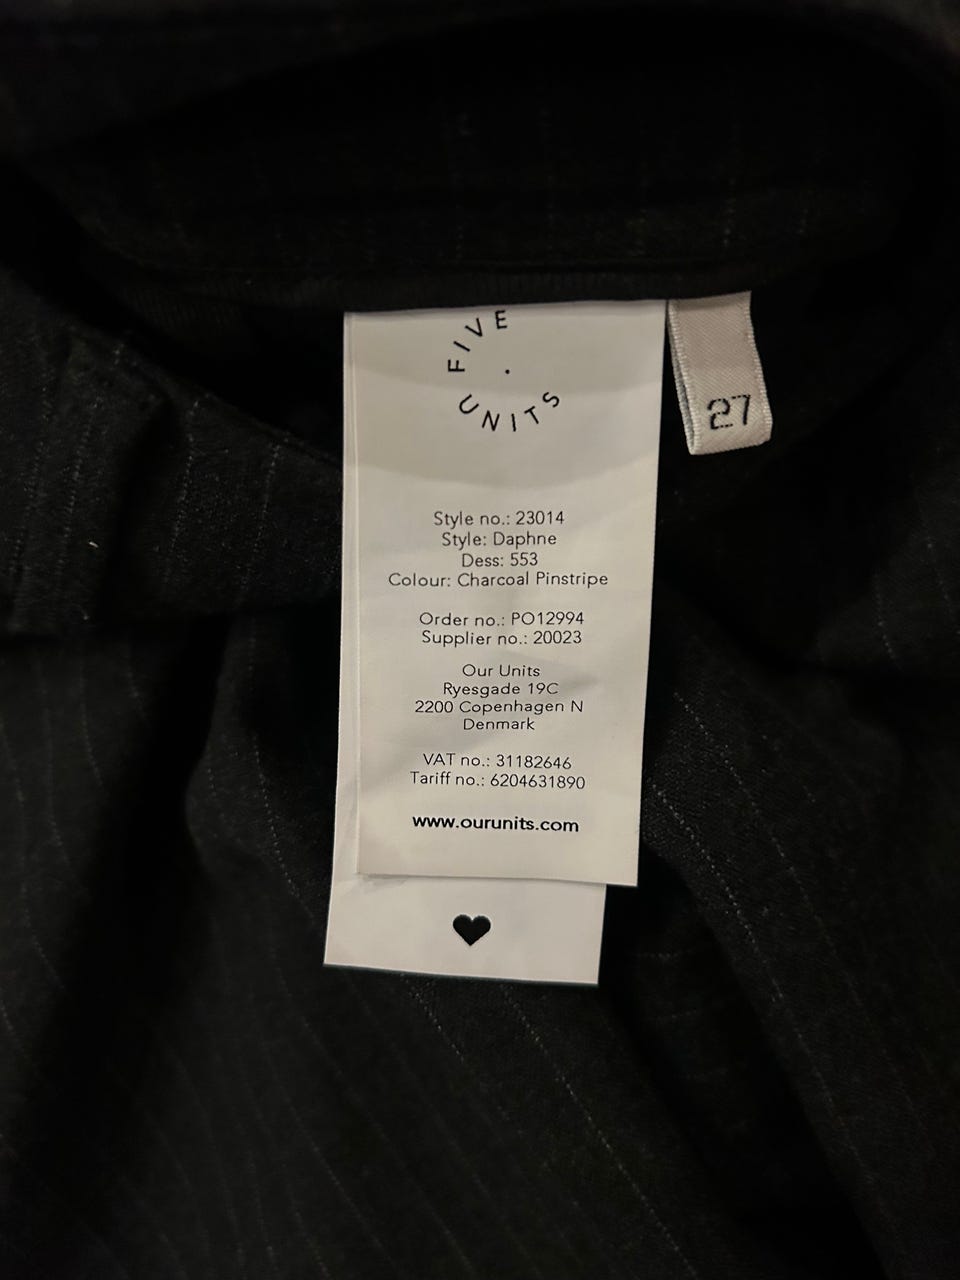 FIVE
UNITS
27
Style no.: 23014
Style: Daphne
Dess: 553
Colour: Charcoal Pinstripe
Order no.: PO12994
Supplier no.: 20023
Our Units
Ryesgade 19C
2200 Copenhagen N
Denmark
VAT no.: 31182646
Tariff no.: 6204631890
www.ourunits.com